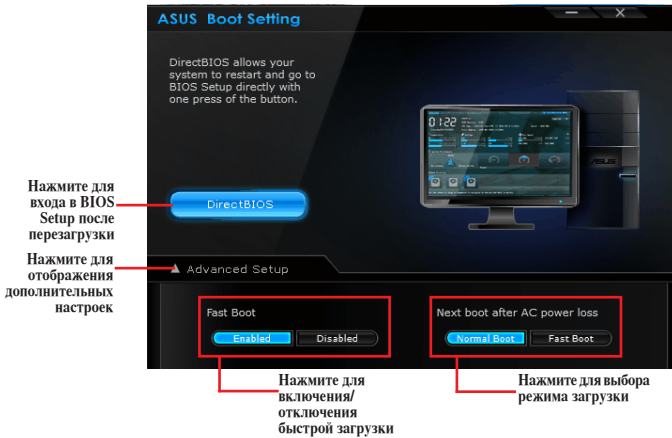 ASUS Boot Setting
DirectBIOS allows your
system to restart and go to
BIOS Setup directly with
one press of the button.
01:22
ASUS
Нажмите для
входа в BIOS
Setup после
перезагрузки
DirectBIOS
Нажмите для
отображения
дополнительных
настроек
Advanced Setup
Fast Boot
Enabled Disabled
Next boot after AC power loss
Normal Boot Fast Boot
Нажмите для
включения/
отключения
быстрой загрузки
Нажмите для выбора
режима загрузки